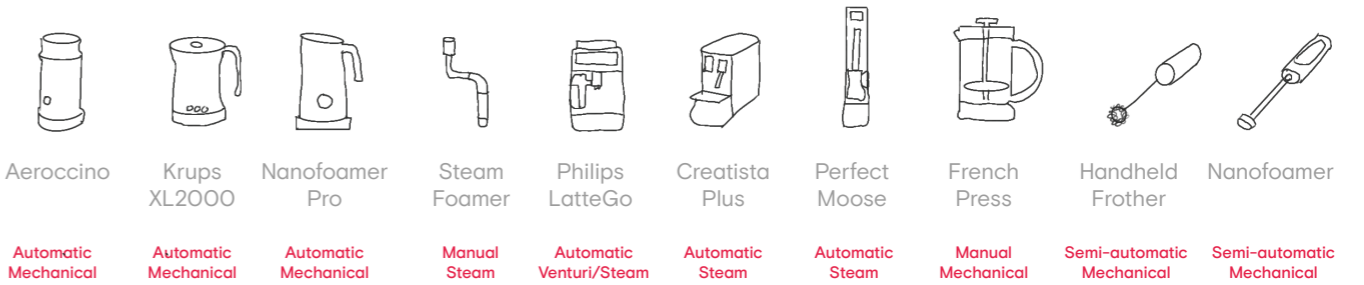 Aeroccino
Krups
XL2000
Nanofoamer
Pro
Steam
Foamer
Philips
LatteGo
Creatista
Plus
Perfect
Moose
French
Press
Handheld
Frother
Nanofoamer
Automatic
Mechanical
Automatic
Mechanical
Automatic
Mechanical
Manual
Steam
Automatic
Venturi/Steam
Automatic
Steam
Automatic
Steam
Manual
Mechanical
Semi-automatic
Mechanical
Semi-automatic
Mechanical